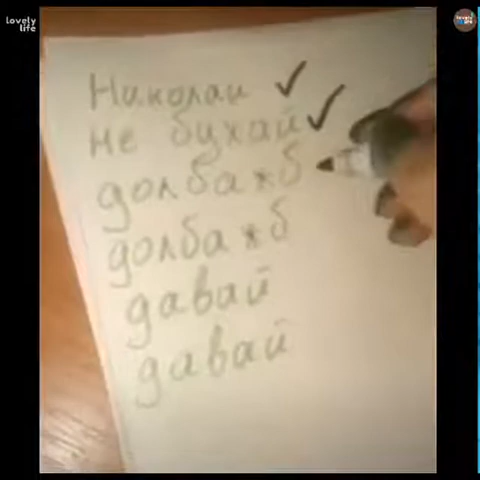 lovely
life
Николай ✓
не бухай ✓
долба*б
долба*б
давай
давай